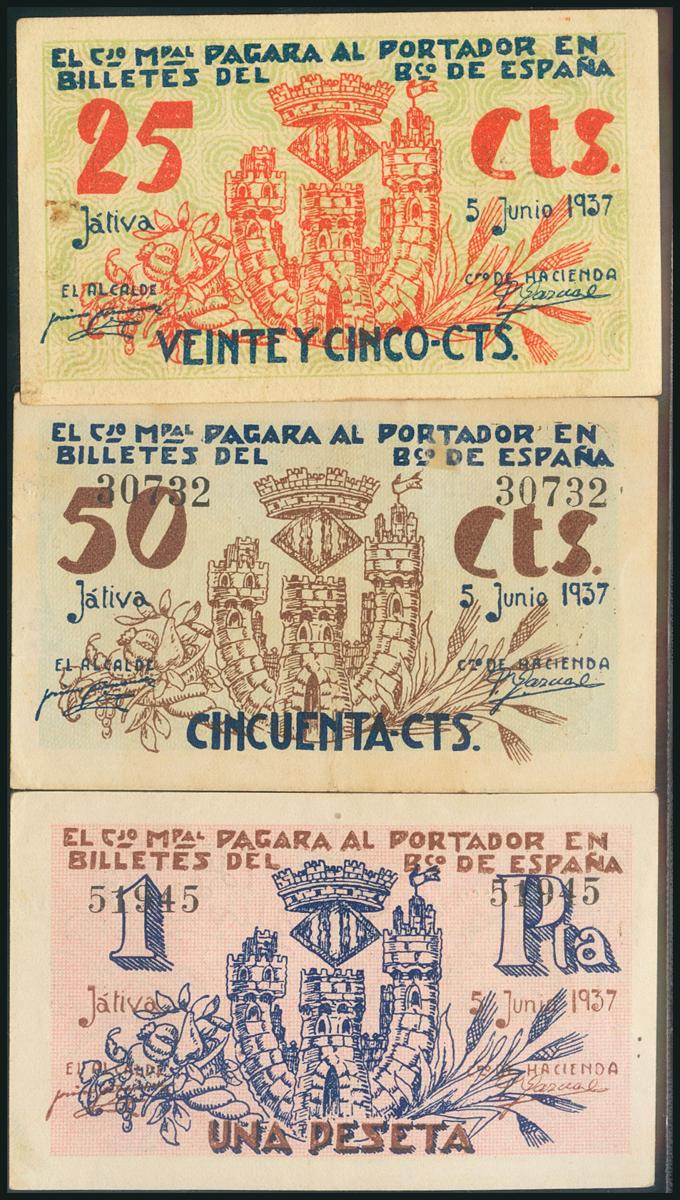 EL Cjo MPAL PAGARA AL PORTADOR EN
BILLETES DEL Bco DE ESPAÑA
25 Cts.
Játiva 5 Junio 1937
EL ALCALDE Cro DE HACIENDA
VEINTE Y CINCO-CTS.
EL Cjo MPAL PAGARA AL PORTADOR EN
BILLETES DEL Bco DE ESPAÑA
30732 30732
50 Cts.
Játiva 5 Junio 1937
EL ALCALDE Cro DE HACIENDA
CINCUENTA-CTS.
EL Cjo MPAL PAGARA AL PORTADOR EN
BILLETES DEL Bco DE ESPAÑA
51945 51945
1 Pta
Játiva 5 Junio 1937
EL ALCALDE Cro DE HACIENDA
UNA PESETA